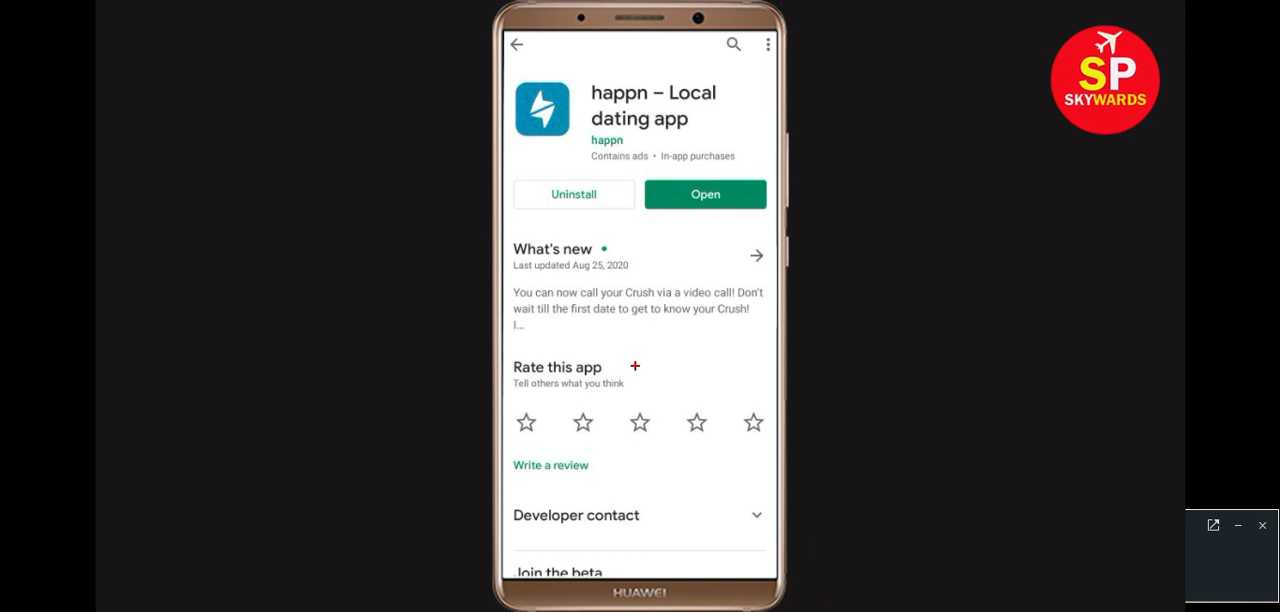 SP
SKYWARDS
happn – Local
dating app
happn
Contains ads • In-app purchases
Uninstall
Open
What's new •
Last updated Aug 25, 2020
You can now call your Crush via a video call! Don't
wait till the first date to get to know your Crush!
I...
Rate this app
Tell others what you think
Write a review
Developer contact
Join the beta
HUAWEI